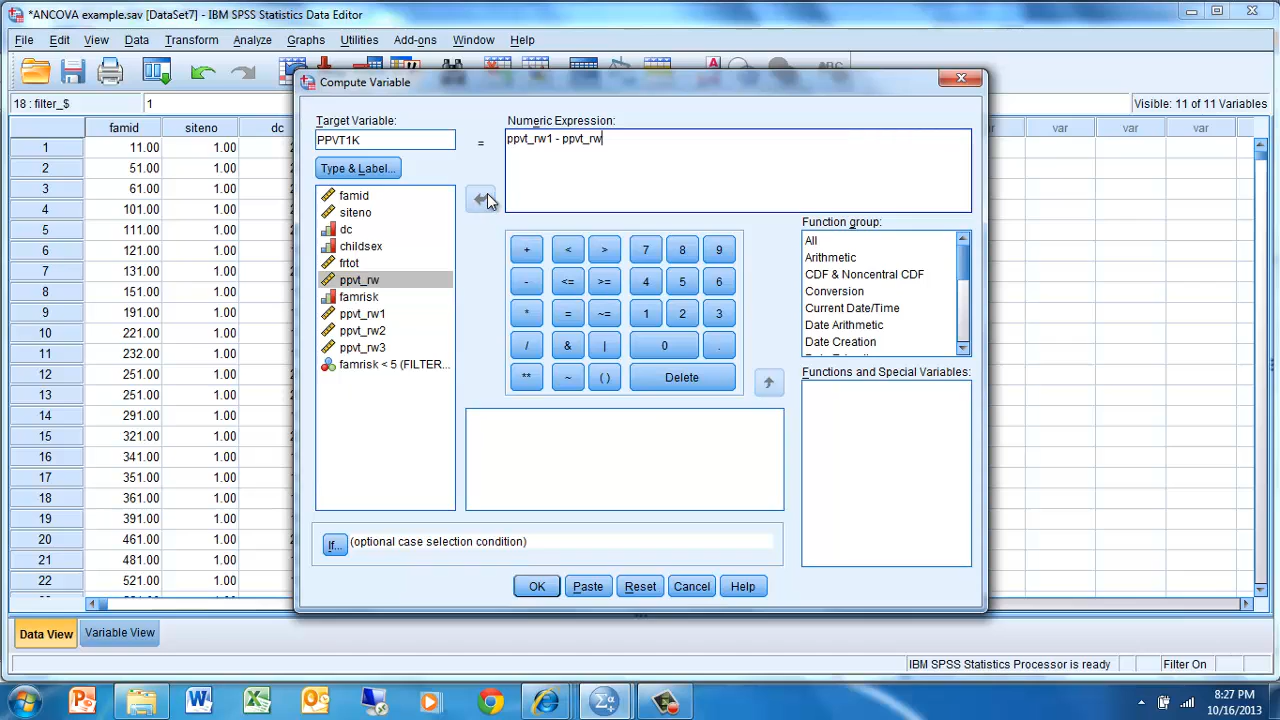 *ANCOVA example.sav [DataSet7] - IBM SPSS Statistics Data Editor
File Edit View Data Transform Analyze Graphs Utilities Add-ons Window Help
18 : filter_$ 1 Visible: 11 of 11 Variables
famid siteno dc var var var
1 11.00 1.00
2 51.00 1.00
3 61.00 1.00
4 101.00 1.00
5 111.00 1.00
6 121.00 1.00
7 131.00 1.00
8 151.00 1.00
9 191.00 1.00
10 221.00 1.00
11 232.00 1.00
12 251.00 1.00
13 251.00 1.00
14 291.00 1.00
15 321.00 1.00
16 341.00 1.00
17 351.00 1.00
18 361.00 1.00
19 391.00 1.00
20 461.00 1.00
21 481.00 1.00
22 521.00 1.00
Compute Variable
Target Variable:
PPVT1K
=
Numeric Expression:
ppvt_rw1 - ppvt_rw
Type & Label...
famid
siteno
dc
childsex
frtot
ppvt_rw
famrisk
ppvt_rw1
ppvt_rw2
ppvt_rw3
famrisk < 5 (FILTER...
+ < > 7 8 9
- <= >= 4 5 6
* = ~= 1 2 3
/ & | 0 .
** ~ ( ) Delete
Function group:
All
Arithmetic
CDF & Noncentral CDF
Conversion
Current Date/Time
Date Arithmetic
Date Creation
Functions and Special Variables:
If... (optional case selection condition)
OK Paste Reset Cancel Help
Data View Variable View
IBM SPSS Statistics Processor is ready Filter On
8:27 PM
10/16/2013